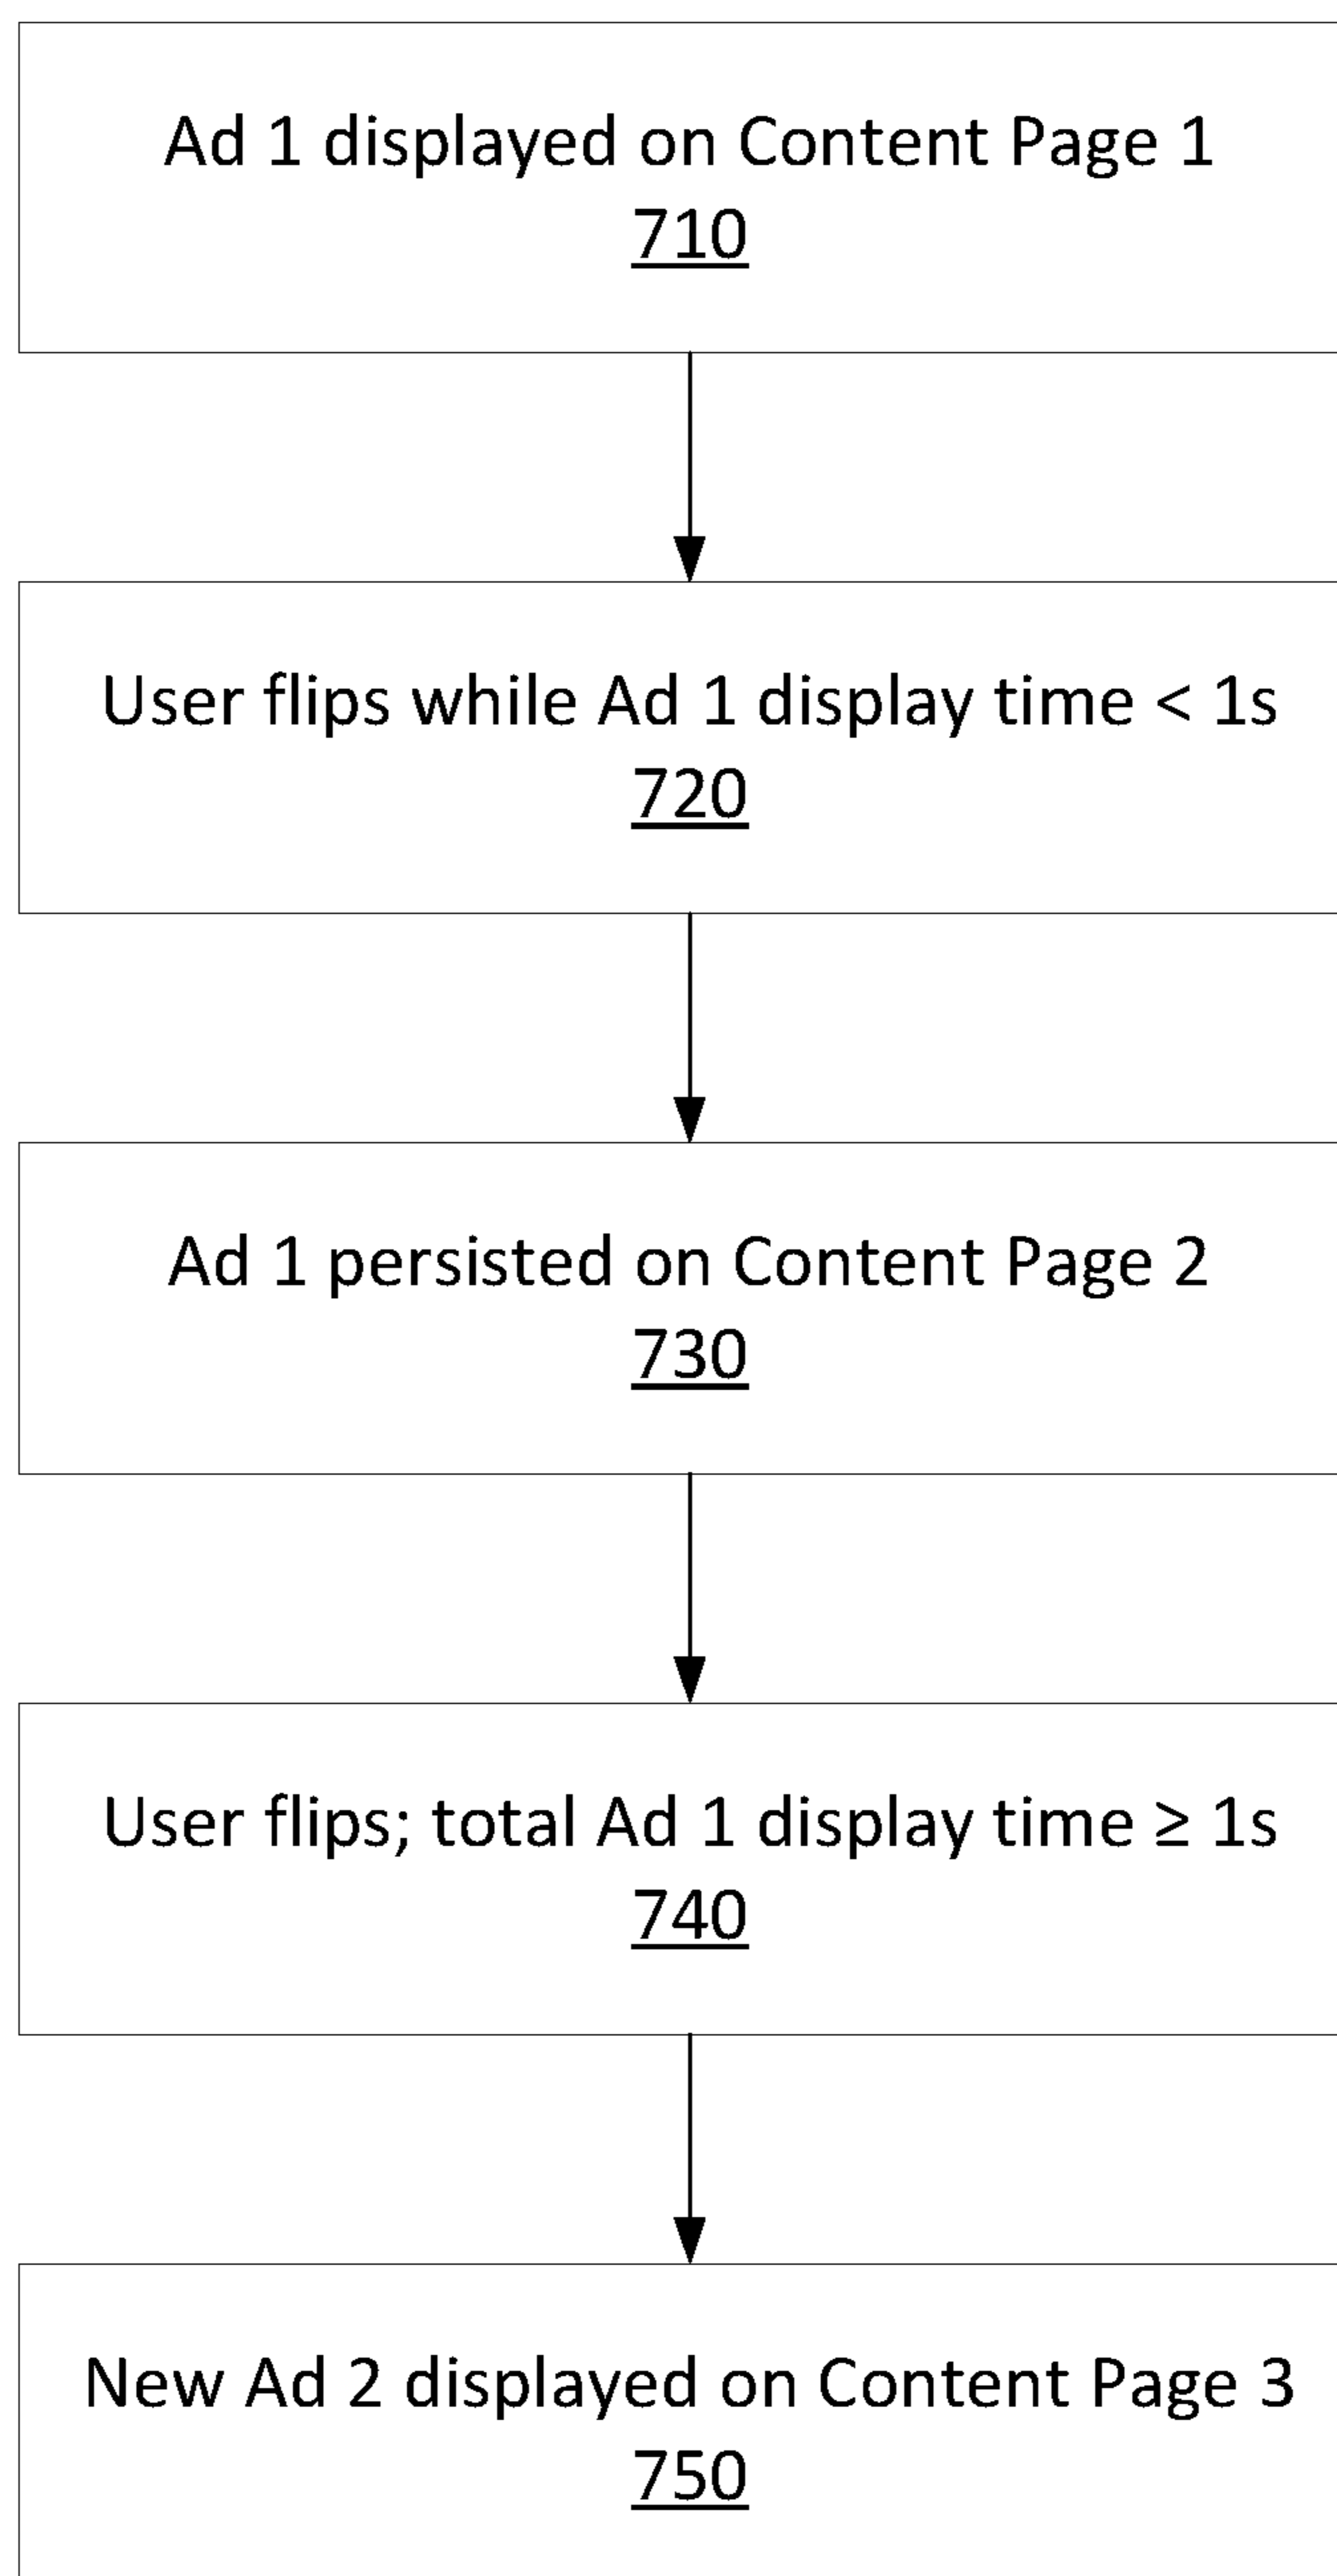 Ad 1 displayed on Content Page 1
710
User flips while Ad 1 display time < 1s
720
Ad 1 persisted on Content Page 2
730
User flips; total Ad 1 display time ≥ 1s
740
New Ad 2 displayed on Content Page 3
750